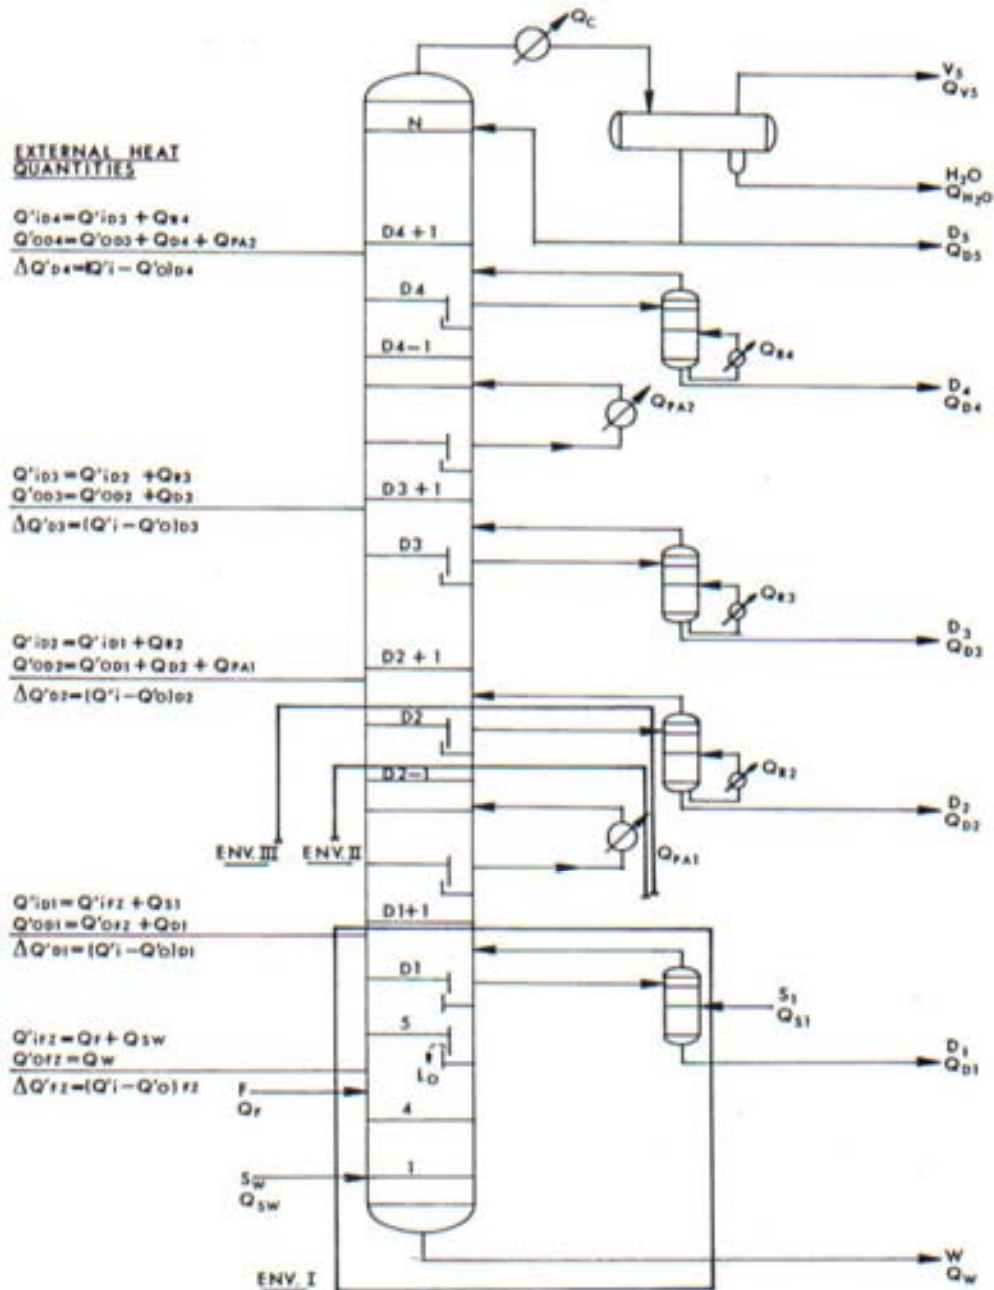 Q_C
V_5
Q_V5
N
EXTERNAL HEAT
QUANTITIES
H_2O
Q_H2O
Q'_iD4=Q'_iD3 + Q_R4
D4+1
D_5
Q'_OD4=Q'_OD3+Q_D4 + Q_PA2
Q_D5
ΔQ'_D4=(Q'i-Q'o)_D4
D4
Q_R4
D4-1
D_4
Q_PA2
Q_D4
Q'_iD3=Q'_iD2 +Q_R3
Q'_OD3=Q'_OD2 +Q_D3
D3+1
ΔQ'_D3=(Q'i-Q'o)_D3
D3
Q_R3
D_3
Q_D3
Q'_iD2=Q'_iD1+Q_R2
Q'_OD2=Q'_OD1+Q_D2 + Q_PA1
D2+1
ΔQ'_D2=(Q'i-Q'o)_D2
D2
Q_R2
D2-1
D_2
Q_D2
ENV. III
ENV. II
Q_PA1
Q'_iD1=Q'_iFZ+Q_S1
D1+1
Q'_OD1=Q'_OFZ+Q_D1
ΔQ'_D1=(Q'i-Q'o)_D1
D1
S_1
Q_S1
5
Q'_iFZ=Q_F+Q_SW
Q'_OFZ=Q_W
D_1
Q_D1
L_O
ΔQ'_FZ=(Q'i-Q'o)_FZ
F
Q_F
4
1
S_W
Q_SW
W
Q_W
ENV. I